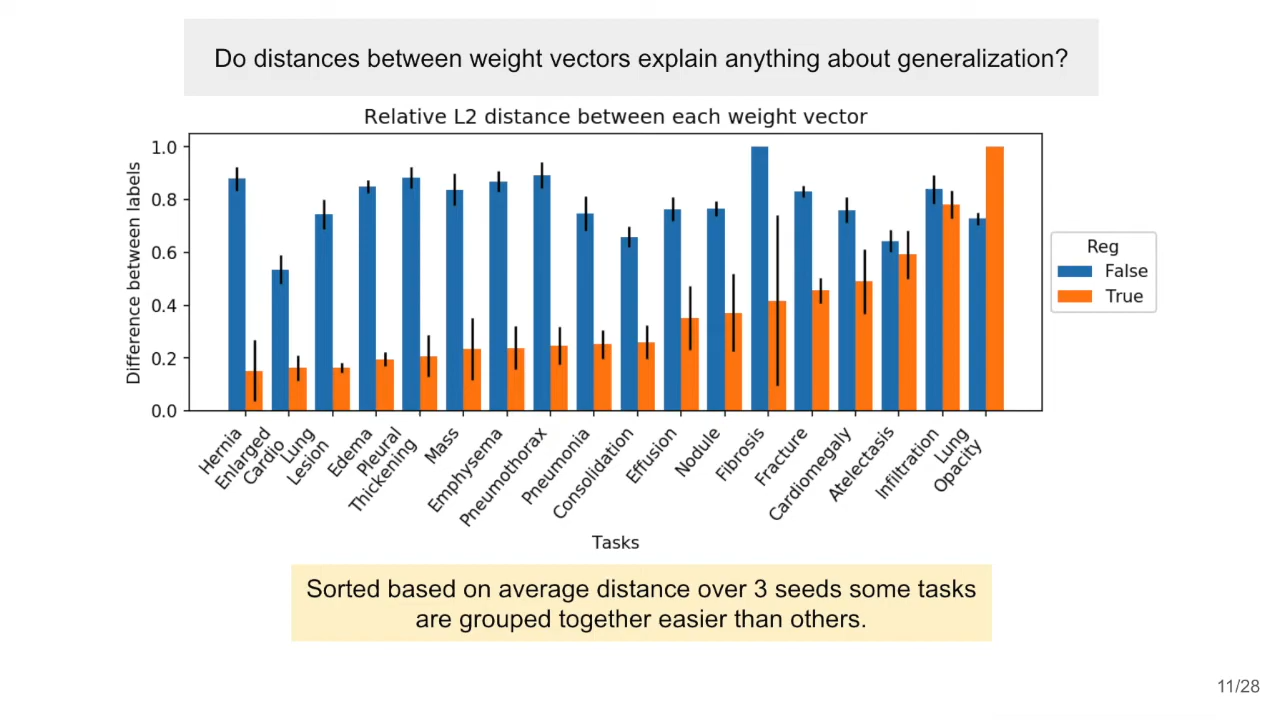 Do distances between weight vectors explain anything about generalization?
Relative L2 distance between each weight vector
Difference between labels
1.0
0.8
0.6
0.4
0.2
0.0
Hernia
Enlarged
Cardio
Lung
Lesion
Edema
Pleural
Thickening
Mass
Emphysema
Pneumothorax
Pneumonia
Consolidation
Effusion
Nodule
Fibrosis
Fracture
Cardiomegaly
Atelectasis
Infiltration
Lung
Opacity
Tasks
Reg
False
True
Sorted based on average distance over 3 seeds some tasks
are grouped together easier than others.
11/28